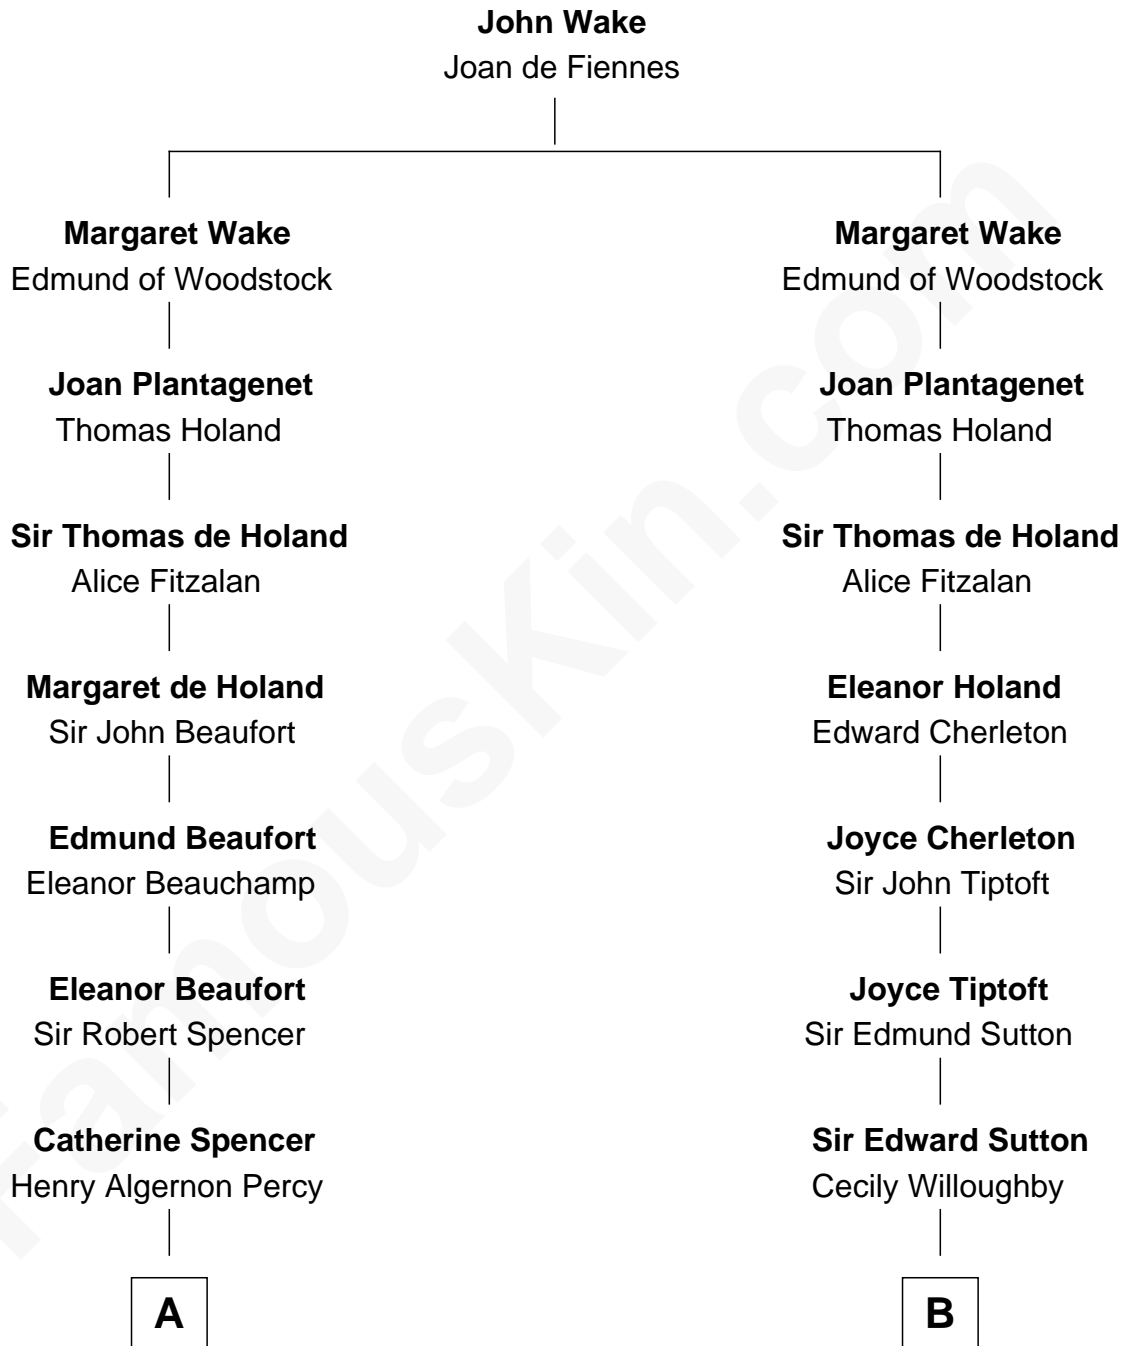 John Wake
Joan de Fiennes
Margaret Wake
Edmund of Woodstock
Joan Plantagenet
Thomas Holand
Sir Thomas de Holand
Alice Fitzalan
Margaret de Holand
Sir John Beaufort
Edmund Beaufort
Eleanor Beauchamp
Eleanor Beaufort
Sir Robert Spencer
Catherine Spencer
Henry Algernon Percy
A
Margaret Wake
Edmund of Woodstock
Joan Plantagenet
Thomas Holand
Sir Thomas de Holand
Alice Fitzalan
Eleanor Holand
Edward Cherleton
Joyce Cherleton
Sir John Tiptoft
Joyce Tiptoft
Sir Edmund Sutton
Sir Edward Sutton
Cecily Willoughby
B
FamousKin.com